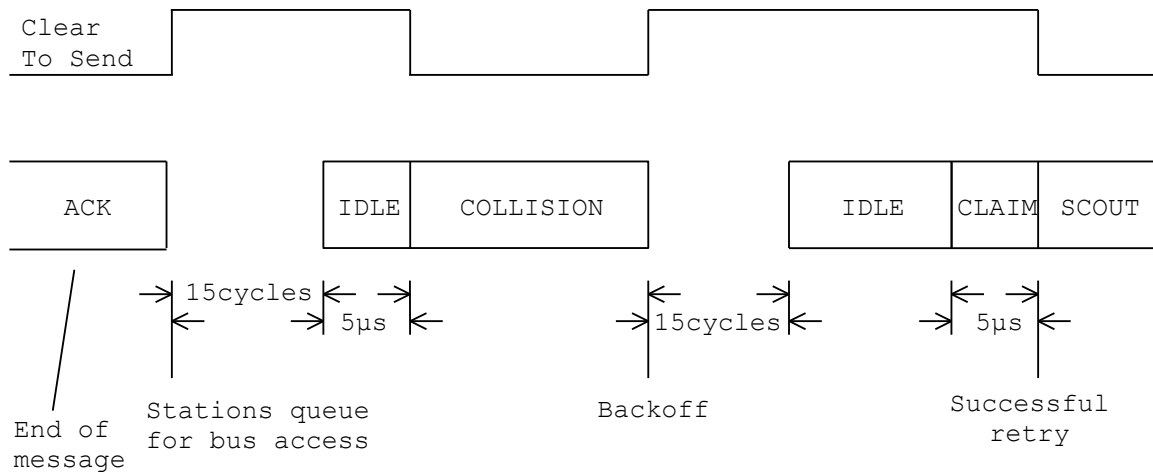 Clear
To Send
ACK
IDLE
COLLISION
IDLE
CLAIM
SCOUT
15cycles
5µs
15cycles
5µs
End of
message
Stations queue
for bus access
Backoff
Successful
retry